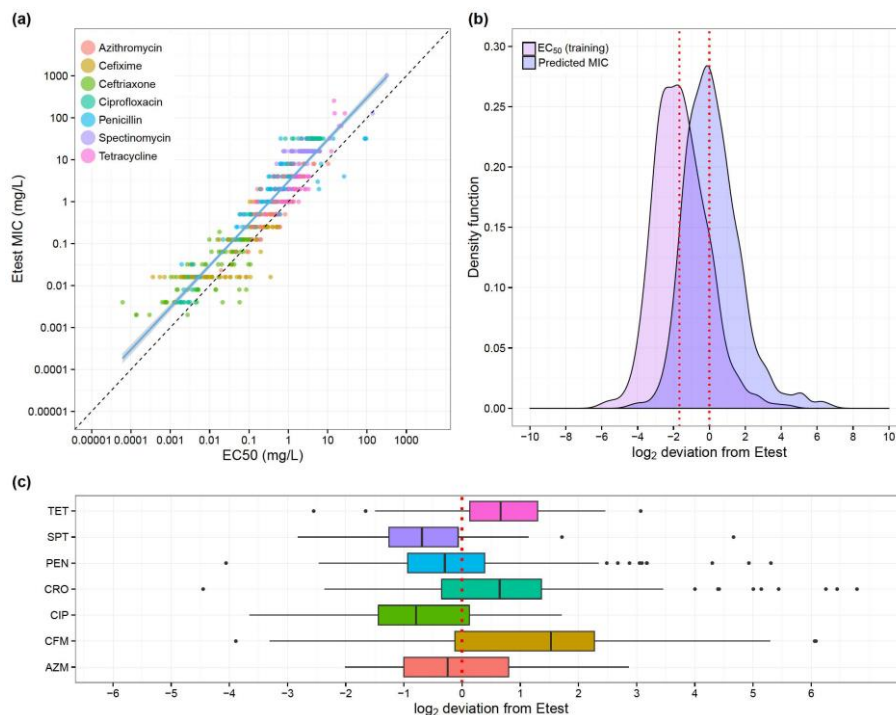 (a)
Azithromycin
Cefixime
Ceftriaxone
Ciprofloxacin
Penicillin
Spectinomycin
Tetracycline
1000
100
10
1
0.1
0.01
0.001
0.0001
0.00001
Etest MIC (mg/L)
0.00001 0.0001 0.001 0.01 0.1 1 10 100 1000
EC50 (mg/L)
(b)
EC50 (training)
Predicted MIC
0.30
0.25
0.20
0.15
0.10
0.05
0.00
Density function
-10 -8 -6 -4 -2 0 2 4 6 8 10
log2 deviation from Etest
(c)
TET
SPT
PEN
CRO
CIP
CFM
AZM
-6 -5 -4 -3 -2 -1 0 1 2 3 4 5 6
log2 deviation from Etest